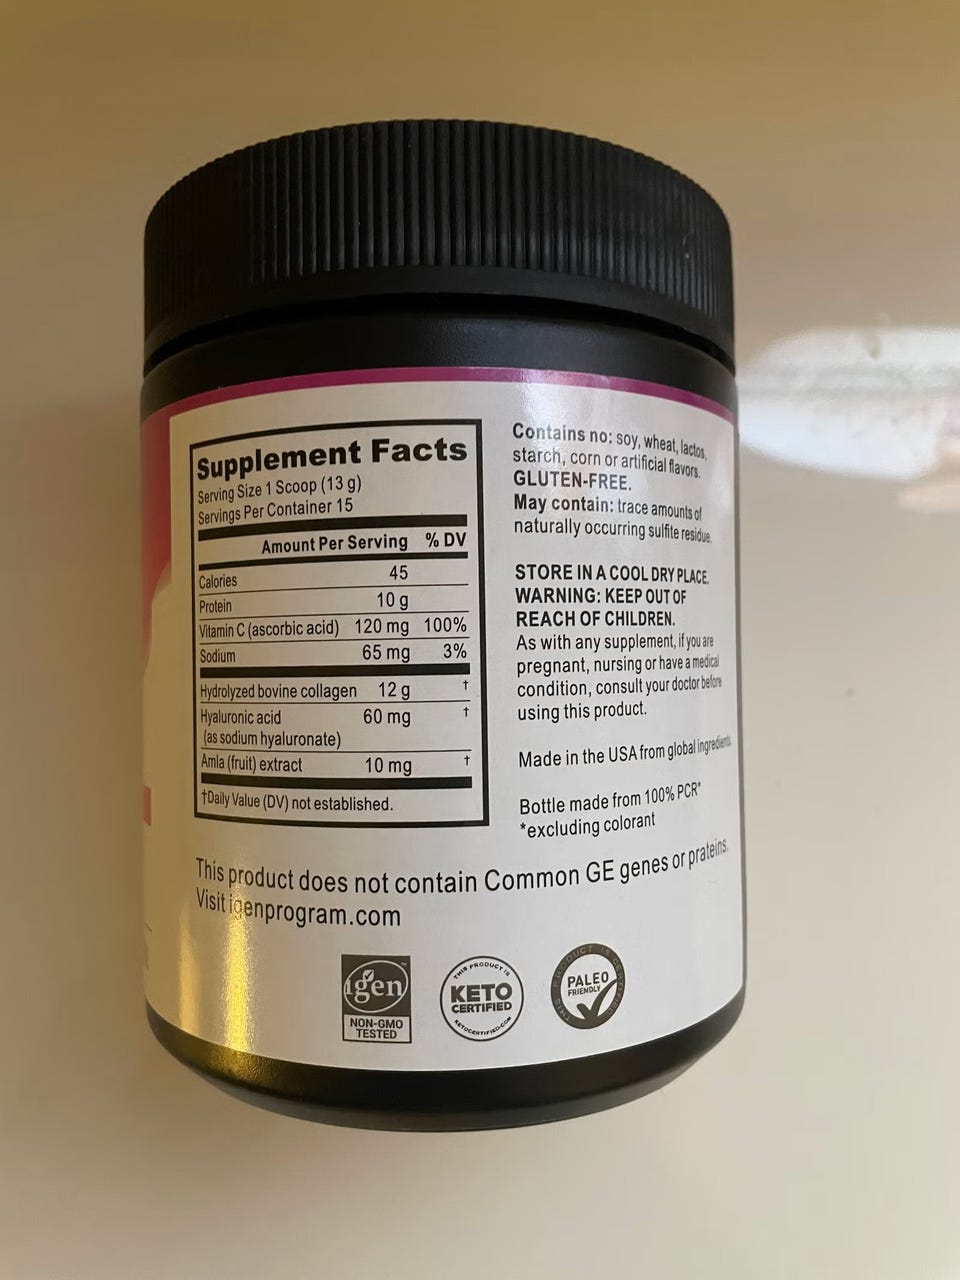 Supplement Facts
Serving Size 1 Scoop (13 g)
Servings Per Container 15
Amount Per Serving % DV
Calories 45
Protein 10 g
Vitamin C (ascorbic acid) 120 mg 100%
Sodium 65 mg 3%
Hydrolyzed bovine collagen 12 g †
Hyaluronic acid 60 mg †
(as sodium hyaluronate)
Amla (fruit) extract 10 mg †
†Daily Value (DV) not established.
Contains no: soy, wheat, lactos,
starch, corn or artificial flavors.
GLUTEN-FREE.
May contain: trace amounts of
naturally occurring sulfite residue.
STORE IN A COOL DRY PLACE.
WARNING: KEEP OUT OF
REACH OF CHILDREN.
As with any supplement, if you are
pregnant, nursing or have a medical
condition, consult your doctor before
using this product.
Made in the USA from global ingredients
Bottle made from 100% PCR*
*excluding colorant
This product does not contain Common GE genes or prateins.
Visit igenprogram.com
igen
NON-GMO
TESTED
THIS PRODUCT IS
KETO
CERTIFIED
KETOCERTIFIED.COM
PALEO
FRIENDLY